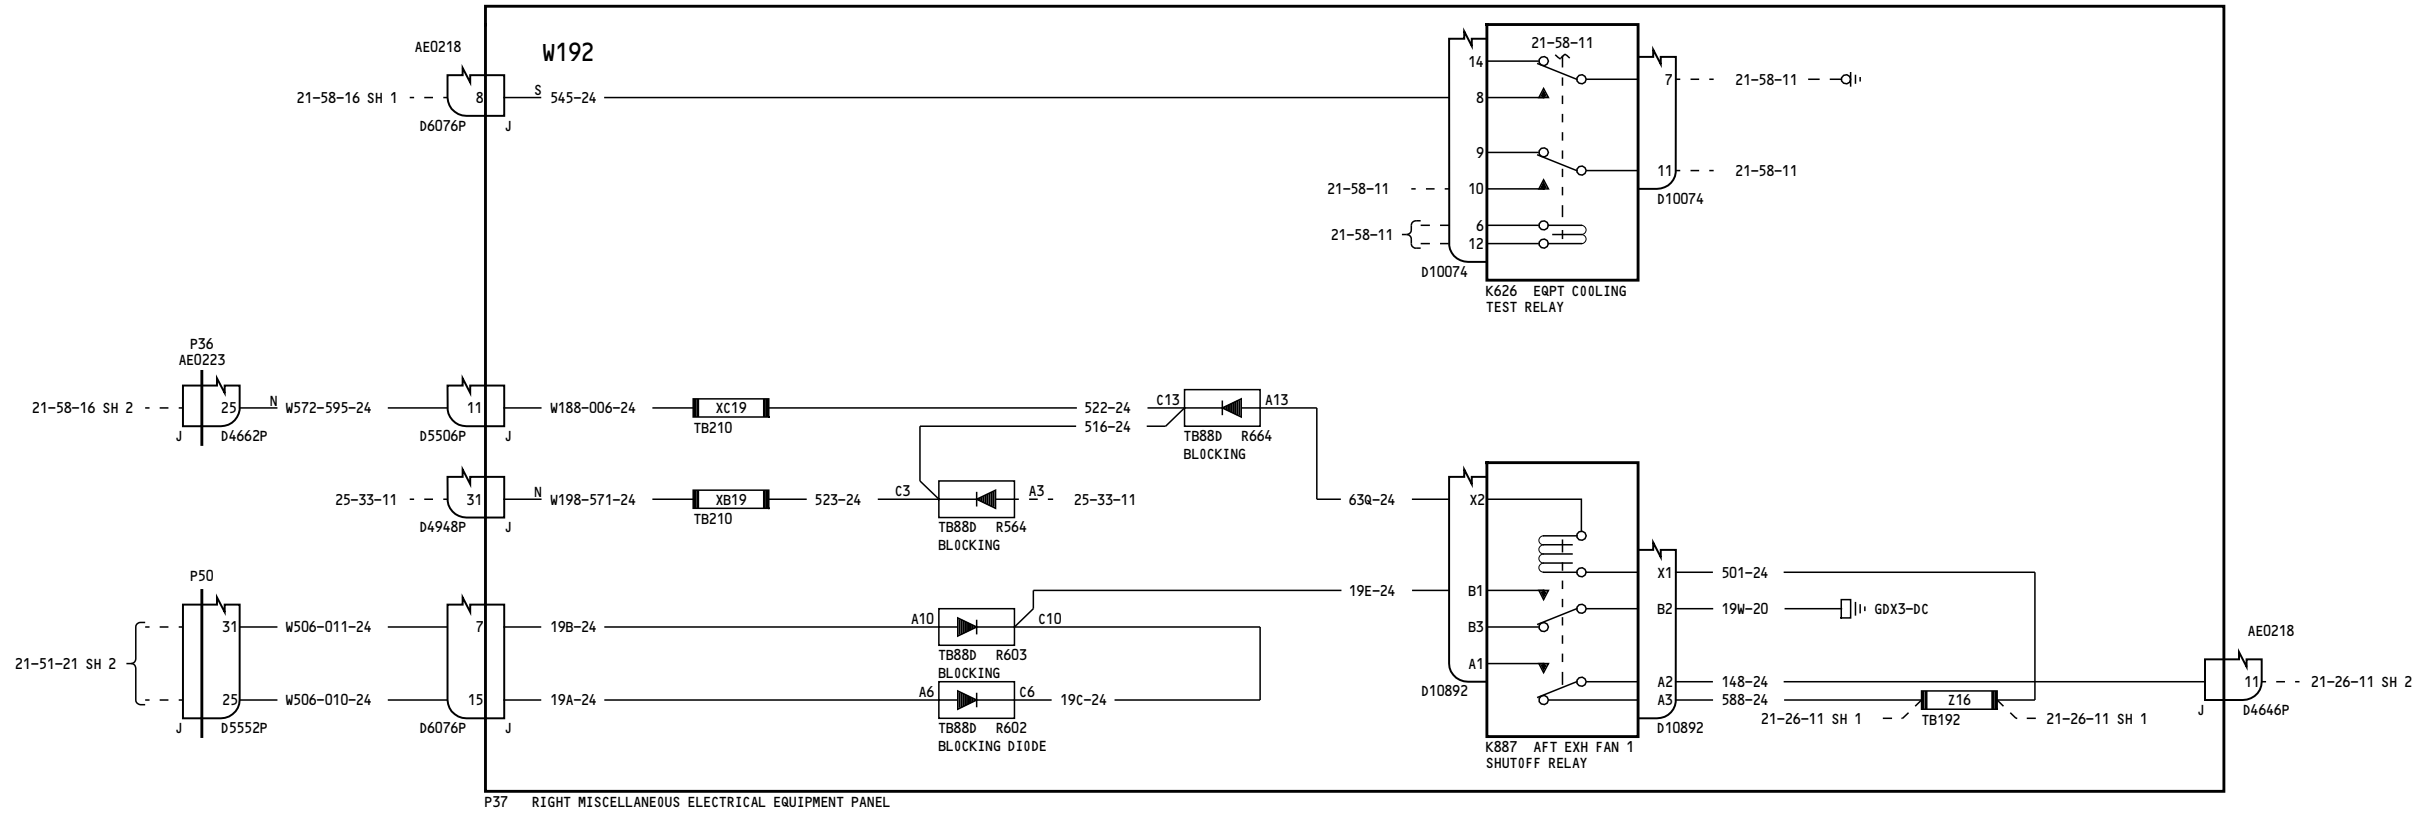 AE0218
W192
21-58-16 SH 1
8
S
545-24
D6076P
J
21-58-11
14
7
21-58-11
8
9
11
21-58-11
21-58-11
10
D10074
6
21-58-11
12
D10074
K626 EQPT COOLING
TEST RELAY
P36
AE0223
21-58-16 SH 2
25
N
W572-595-24
11
W188-006-24
XC19
522-24
C13
A13
516-24
J
D4662P
D5506P
J
TB210
TB88D R664
BLOCKING
25-33-11
31
N
W198-571-24
XB19
523-24
C3
A3
25-33-11
63Q-24
X2
D4948P
J
TB210
TB88D R564
BLOCKING
P50
X1
501-24
19E-24
B1
B2
19W-20
GDX3-DC
31
W506-011-24
7
19B-24
A10
C10
B3
AE0218
TB88D R603
BLOCKING
21-51-21 SH 2
A1
A2
148-24
11
21-26-11 SH 2
25
W506-010-24
15
19A-24
A6
C6
19C-24
D10892
A3
588-24
Z16
J
D4646P
21-26-11 SH 1
TB192
21-26-11 SH 1
J
D5552P
D6076P
J
TB88D R602
BLOCKING DIODE
D10892
K887 AFT EXH FAN 1
SHUTOFF RELAY
P37 RIGHT MISCELLANEOUS ELECTRICAL EQUIPMENT PANEL